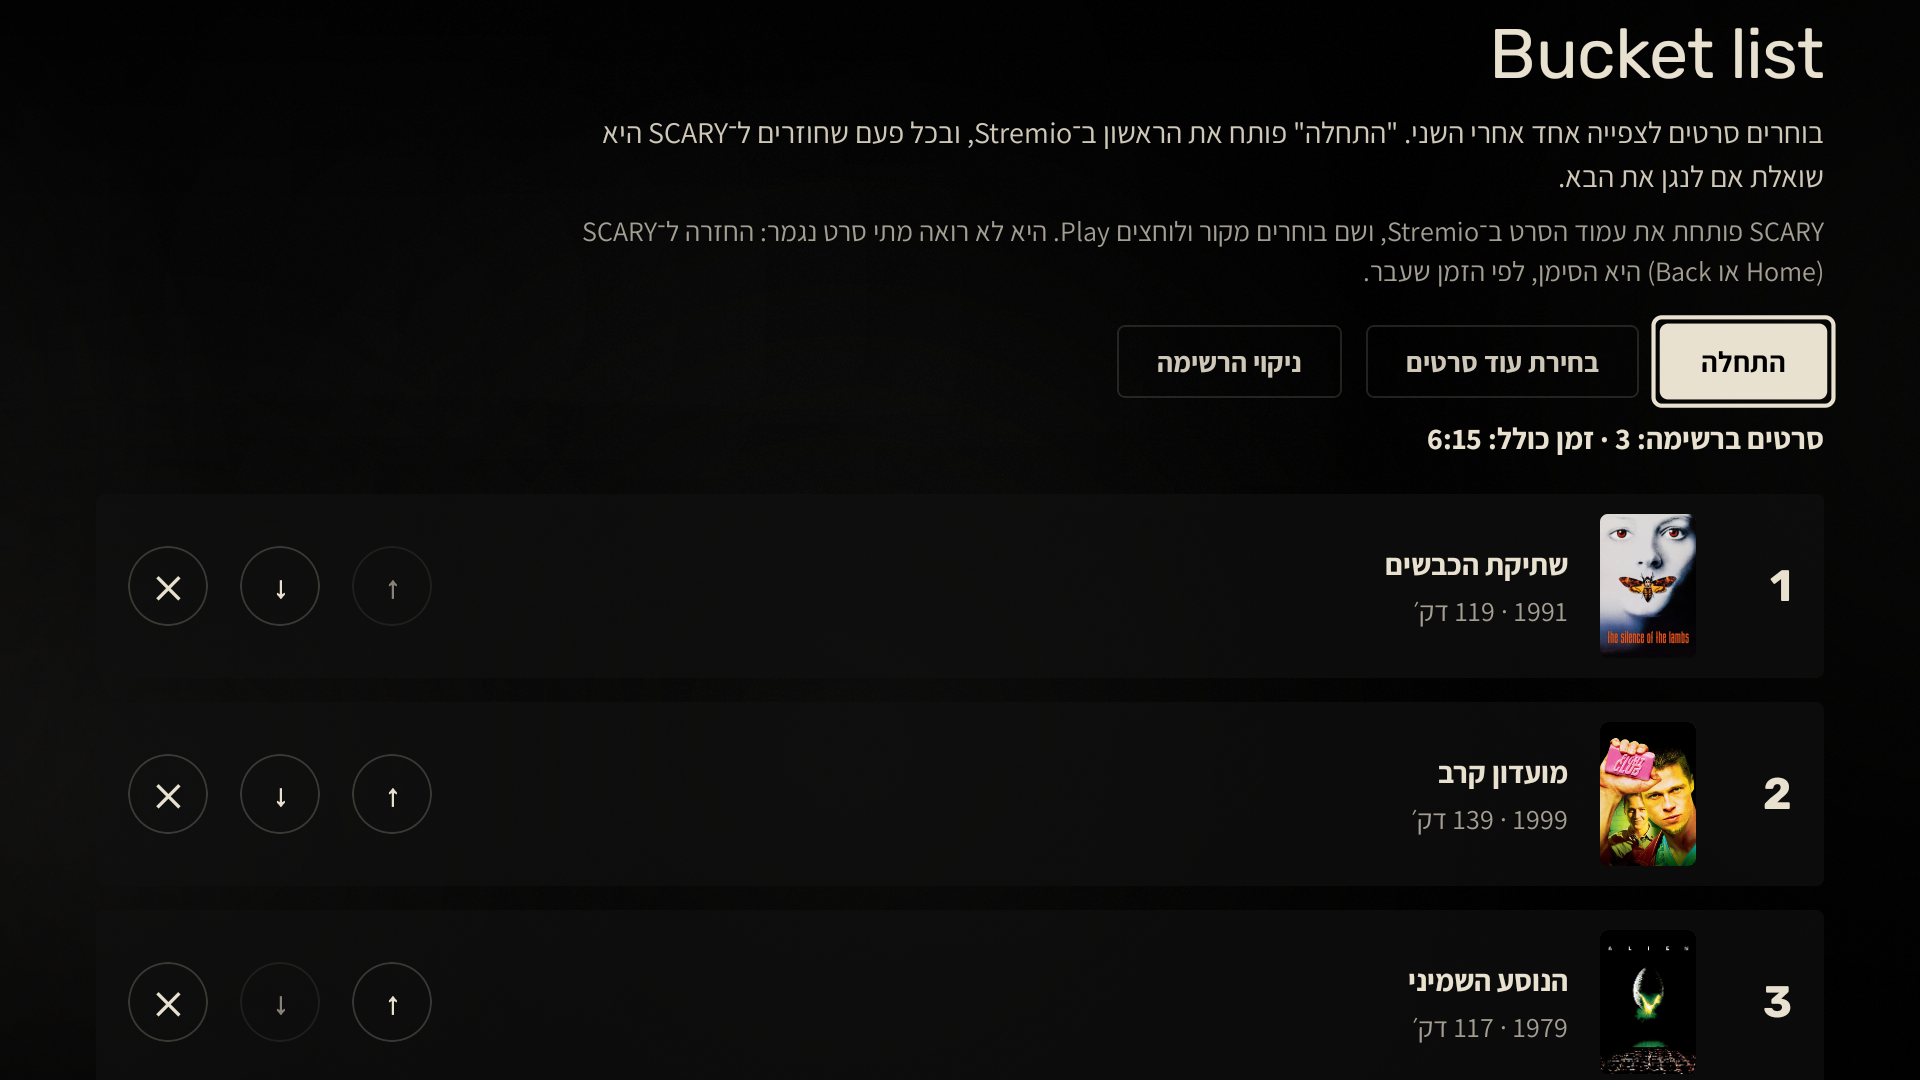 Bucket list
בוחרים סרטים לצפייה אחד אחרי השני. "התחלה" פותח את הראשון ב־Stremio, ובכל פעם שחוזרים ל־SCARY היא
שואלת אם לנגן את הבא.
SCARY פותחת את עמוד הסרט ב־Stremio, ושם בוחרים מקור ולוחצים Play. היא לא רואה מתי סרט נגמר: החזרה ל־SCARY
(Home או Back) היא הסימן, לפי הזמן שעבר.
התחלה
בחירת עוד סרטים
ניקוי הרשימה
סרטים ברשימה: 3 · זמן כולל: 6:15
1
the silence of the lambs
שתיקת הכבשים
1991 · 119 דק׳
↑ ↓ ×
2
CLUB
מועדון קרב
1999 · 139 דק׳
↑ ↓ ×
3
ALIEN
הנוסע השמיני
1979 · 117 דק׳
↑ ↓ ×